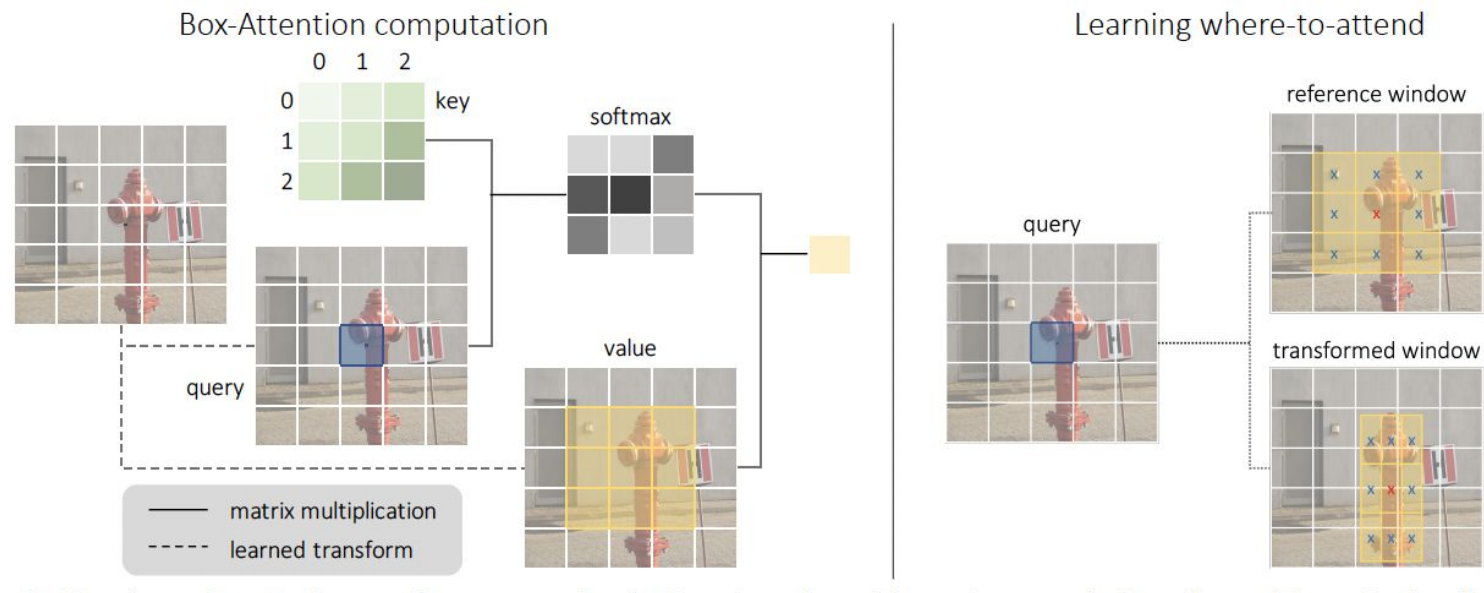 Box-Attention computation
0 1 2
0
1
2
key
softmax
query
value
matrix multiplication
learned transform
Learning where-to-attend
query
reference window
x x x
x x x
x x x
transformed window
x x x
x x x
x x x